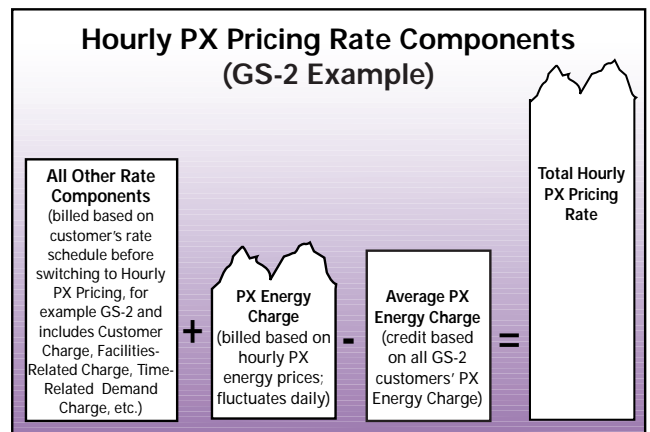 Hourly PX Pricing Rate Components
(GS-2 Example)
All Other Rate
Components
(billed based on
customer's rate
schedule before
switching to Hourly
PX Pricing, for
example GS-2 and
includes Customer
Charge, Facilities-
Related Charge, Time-
Related Demand
Charge, etc.)
+
PX Energy
Charge
(billed based on
hourly PX
energy prices;
fluctuates daily)
-
Average PX
Energy Charge
(credit based
on all GS-2
customers' PX
Energy Charge)
=
Total Hourly
PX Pricing
Rate